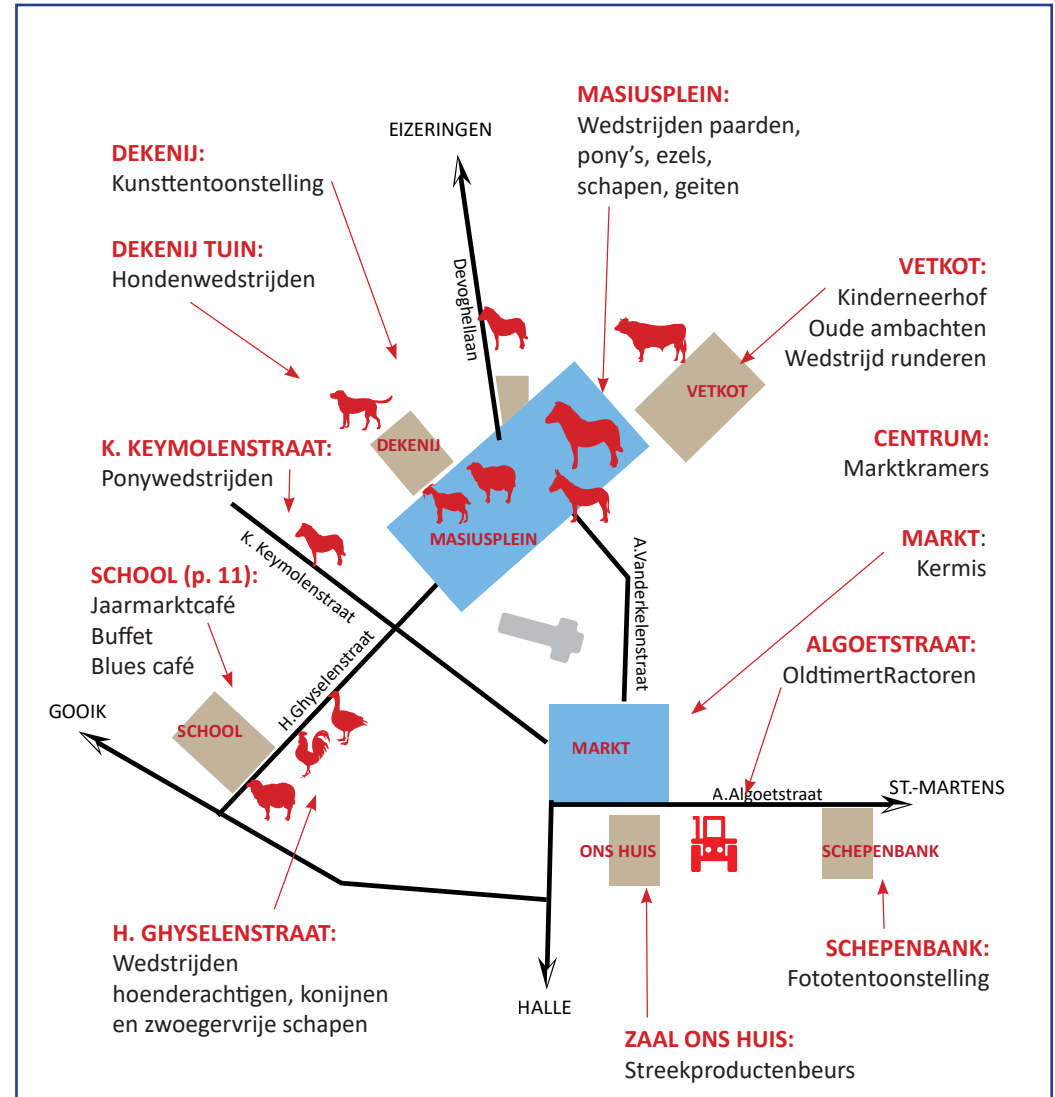 MASIUSPLEIN:
Wedstrijden paarden,
pony’s, ezels,
schapen, geiten
EIZERINGEN
DEKENIJ:
Kunsttentoonstelling
DEKENIJ TUIN:
Hondenwedstrijden
Devoghellaan
VETKOT:
Kinderneerhof
Oude ambachten
Wedstrijd runderen
VETKOT
DEKENIJ
K. KEYMOLENSTRAAT:
Ponywedstrijden
CENTRUM:
Marktkramers
MASIUSPLEIN
K. Keymolenstraat
A.Vanderkelenstraat
MARKT:
Kermis
SCHOOL (p. 11):
Jaarmarktcafé
Buffet
Blues café
H.Ghyselenstraat
ALGOETSTRAAT:
OldtimertRactoren
GOOIK
SCHOOL
MARKT
A.Algoetstraat
ST.-MARTENS
ONS HUIS
SCHEPENBANK
H. GHYSELENSTRAAT:
Wedstrijden
hoenderachtigen, konijnen
en zwoegervrije schapen
HALLE
SCHEPENBANK:
Fototentoonstelling
ZAAL ONS HUIS:
Streekproductenbeurs